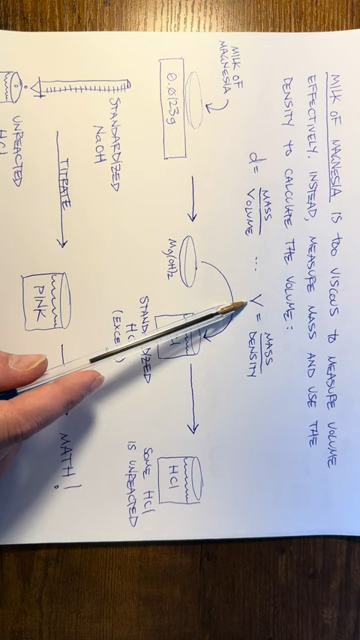 MILK OF MAGNESIA IS TOO VISCOUS TO MEASURE VOLUME
EFFECTIVELY. INSTEAD, MEASURE MASS AND USE THE
DENSITY TO CALCULATE THE VOLUME:
d = MASS / VOLUME ... V = MASS / DENSITY
MILK OF
MAGNESIA
0.0123g
Mg(OH)2
HCl
SOME HCl
IS UNREACTED
STANDARDIZED
(EXCE
STANDARDIZED
NaOH
UNREACTED
HCl
TITRATE
PINK
MATH!